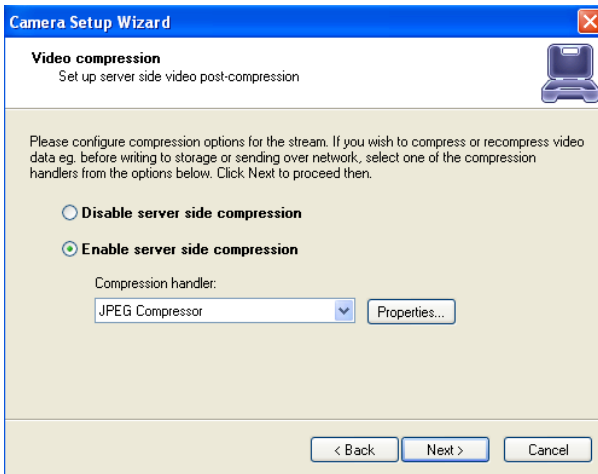 Camera Setup Wizard
Video compression
Set up server side video post-compression
Please configure compression options for the stream. If you wish to compress or recompress video
data eg. before writing to storage or sending over network, select one of the compression
handlers from the options below. Click Next to proceed then.
Disable server side compression
Enable server side compression
Compression handler:
JPEG Compressor
Properties...
< Back
Next >
Cancel